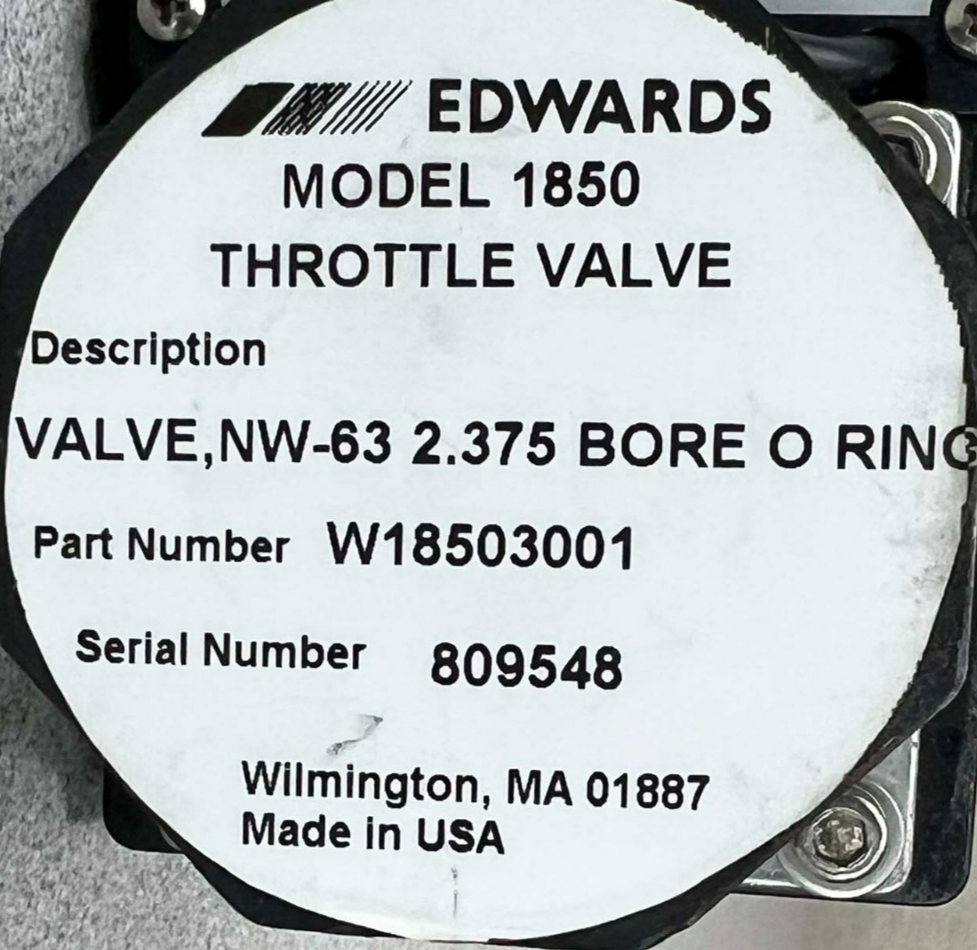 EDWARDS
MODEL 1850
THROTTLE VALVE
Description
VALVE,NW-63 2.375 BORE O RING
Part Number W18503001
Serial Number 809548
Wilmington, MA 01887
Made in USA